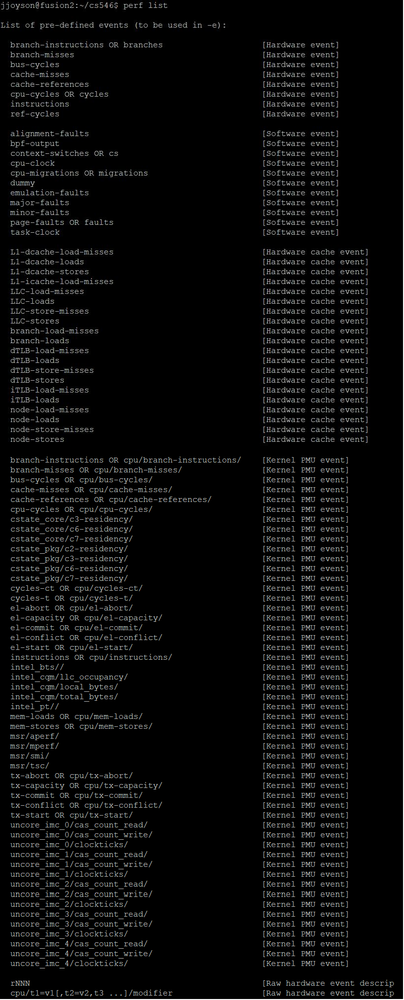 jjoyson@fusion2:~/cs546$ perf list
List of pre-defined events (to be used in -e):
branch-instructions OR branches [Hardware event]
branch-misses [Hardware event]
bus-cycles [Hardware event]
cache-misses [Hardware event]
cache-references [Hardware event]
cpu-cycles OR cycles [Hardware event]
instructions [Hardware event]
ref-cycles [Hardware event]
alignment-faults [Software event]
bpf-output [Software event]
context-switches OR cs [Software event]
cpu-clock [Software event]
cpu-migrations OR migrations [Software event]
dummy [Software event]
emulation-faults [Software event]
major-faults [Software event]
minor-faults [Software event]
page-faults OR faults [Software event]
task-clock [Software event]
L1-dcache-load-misses [Hardware cache event]
L1-dcache-loads [Hardware cache event]
L1-dcache-stores [Hardware cache event]
L1-icache-load-misses [Hardware cache event]
LLC-load-misses [Hardware cache event]
LLC-loads [Hardware cache event]
LLC-store-misses [Hardware cache event]
LLC-stores [Hardware cache event]
branch-load-misses [Hardware cache event]
branch-loads [Hardware cache event]
dTLB-load-misses [Hardware cache event]
dTLB-loads [Hardware cache event]
dTLB-store-misses [Hardware cache event]
dTLB-stores [Hardware cache event]
iTLB-load-misses [Hardware cache event]
iTLB-loads [Hardware cache event]
node-load-misses [Hardware cache event]
node-loads [Hardware cache event]
node-store-misses [Hardware cache event]
node-stores [Hardware cache event]
branch-instructions OR cpu/branch-instructions/ [Kernel PMU event]
branch-misses OR cpu/branch-misses/ [Kernel PMU event]
bus-cycles OR cpu/bus-cycles/ [Kernel PMU event]
cache-misses OR cpu/cache-misses/ [Kernel PMU event]
cache-references OR cpu/cache-references/ [Kernel PMU event]
cpu-cycles OR cpu/cpu-cycles/ [Kernel PMU event]
cstate_core/c3-residency/ [Kernel PMU event]
cstate_core/c6-residency/ [Kernel PMU event]
cstate_core/c7-residency/ [Kernel PMU event]
cstate_pkg/c2-residency/ [Kernel PMU event]
cstate_pkg/c3-residency/ [Kernel PMU event]
cstate_pkg/c6-residency/ [Kernel PMU event]
cstate_pkg/c7-residency/ [Kernel PMU event]
cycles-ct OR cpu/cycles-ct/ [Kernel PMU event]
cycles-t OR cpu/cycles-t/ [Kernel PMU event]
el-abort OR cpu/el-abort/ [Kernel PMU event]
el-capacity OR cpu/el-capacity/ [Kernel PMU event]
el-commit OR cpu/el-commit/ [Kernel PMU event]
el-conflict OR cpu/el-conflict/ [Kernel PMU event]
el-start OR cpu/el-start/ [Kernel PMU event]
instructions OR cpu/instructions/ [Kernel PMU event]
intel_bts// [Kernel PMU event]
intel_cqm/llc_occupancy/ [Kernel PMU event]
intel_cqm/local_bytes/ [Kernel PMU event]
intel_cqm/total_bytes/ [Kernel PMU event]
intel_pt// [Kernel PMU event]
mem-loads OR cpu/mem-loads/ [Kernel PMU event]
mem-stores OR cpu/mem-stores/ [Kernel PMU event]
msr/aperf/ [Kernel PMU event]
msr/mperf/ [Kernel PMU event]
msr/smi/ [Kernel PMU event]
msr/tsc/ [Kernel PMU event]
tx-abort OR cpu/tx-abort/ [Kernel PMU event]
tx-capacity OR cpu/tx-capacity/ [Kernel PMU event]
tx-commit OR cpu/tx-commit/ [Kernel PMU event]
tx-conflict OR cpu/tx-conflict/ [Kernel PMU event]
tx-start OR cpu/tx-start/ [Kernel PMU event]
uncore_imc_0/cas_count_read/ [Kernel PMU event]
uncore_imc_0/cas_count_write/ [Kernel PMU event]
uncore_imc_0/clockticks/ [Kernel PMU event]
uncore_imc_1/cas_count_read/ [Kernel PMU event]
uncore_imc_1/cas_count_write/ [Kernel PMU event]
uncore_imc_1/clockticks/ [Kernel PMU event]
uncore_imc_2/cas_count_read/ [Kernel PMU event]
uncore_imc_2/cas_count_write/ [Kernel PMU event]
uncore_imc_2/clockticks/ [Kernel PMU event]
uncore_imc_3/cas_count_read/ [Kernel PMU event]
uncore_imc_3/cas_count_write/ [Kernel PMU event]
uncore_imc_3/clockticks/ [Kernel PMU event]
uncore_imc_4/cas_count_read/ [Kernel PMU event]
uncore_imc_4/cas_count_write/ [Kernel PMU event]
uncore_imc_4/clockticks/ [Kernel PMU event]
rNNN [Raw hardware event descrip
cpu/t1=v1[,t2=v2,t3 ...]/modifier [Raw hardware event descrip